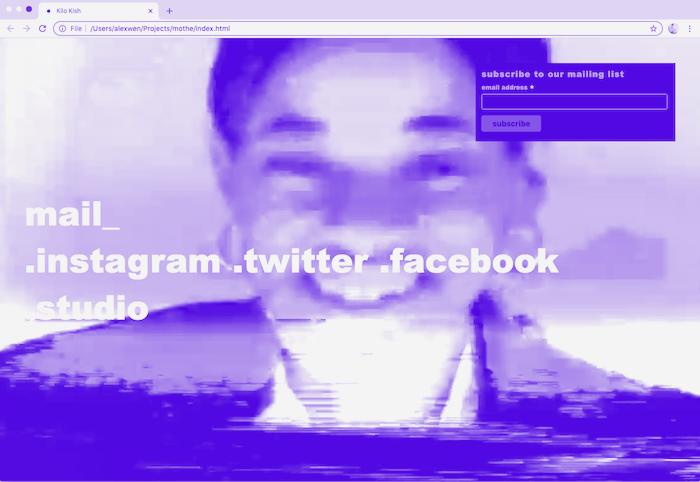 Kilo Kish
File /Users/alexwen/Projects/mothe/index.html
subscribe to our mailing list
email address *
subscribe
mail_
.instagram .twitter .facebook
.studio